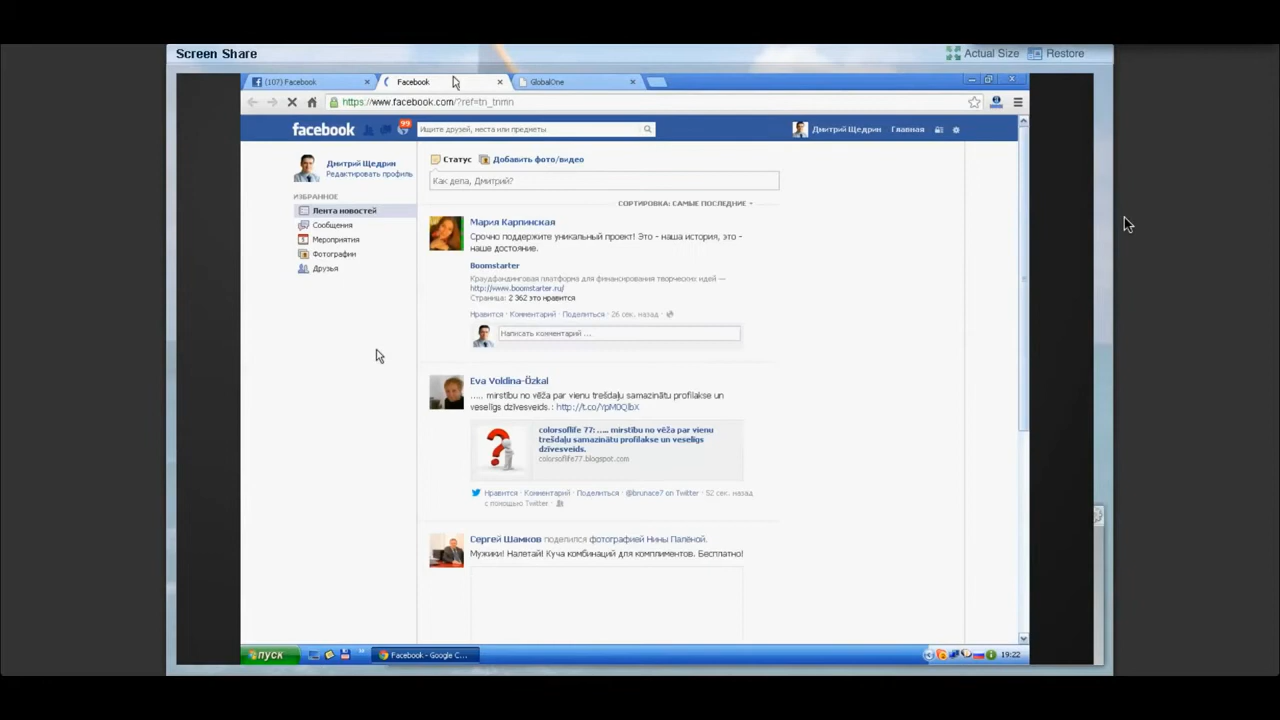 Screen Share
Actual Size
Restore
(107) Facebook
Facebook
GlobalOne
https://www.facebook.com/?ref=tn_tnmn
facebook
99
Ищите друзей, места или предметы
Дмитрий Щедрин
Главная
Дмитрий Щедрин
Редактировать профиль
ИЗБРАННОЕ
Лента новостей
Сообщения
Мероприятия
Фотографии
Друзья
Статус
Добавить фото/видео
Как дела, Дмитрий?
СОРТИРОВКА: САМЫЕ ПОСЛЕДНИЕ
Мария Карпинская
Срочно поддержите уникальный проект! Это - наша история, это -
наше достояние.
Boomstarter
Краудфандинговая платформа для финансирования творческих идей —
http://www.boomstarter.ru/
Страница: 2 362 это нравится
Нравится · Комментарий · Поделиться · 26 сек. назад ·
Написать комментарий ...
Eva Voldina-Özkal
..... mirstību no vēža par vienu trešdaļu samazinātu profilakse un
veselīgs dzīvesveids. : http://t.co/YpM0QlbX
colorsoflife 77: ..... mirstību no vēža par vienu
trešdaļu samazinātu profilakse un veselīgs
dzīvesveids.
colorsoflife77.blogspot.com
Нравится · Комментарий · Поделиться · @brunace7 on Twitter · 52 сек. назад
с помощью Twitter ·
Сергей Шамков поделился фотографией Нины Палёной.
Мужики! Налетай! Куча комбинаций для комплиментов. Бесплатно!
пуск
Facebook - Google C...
19:22